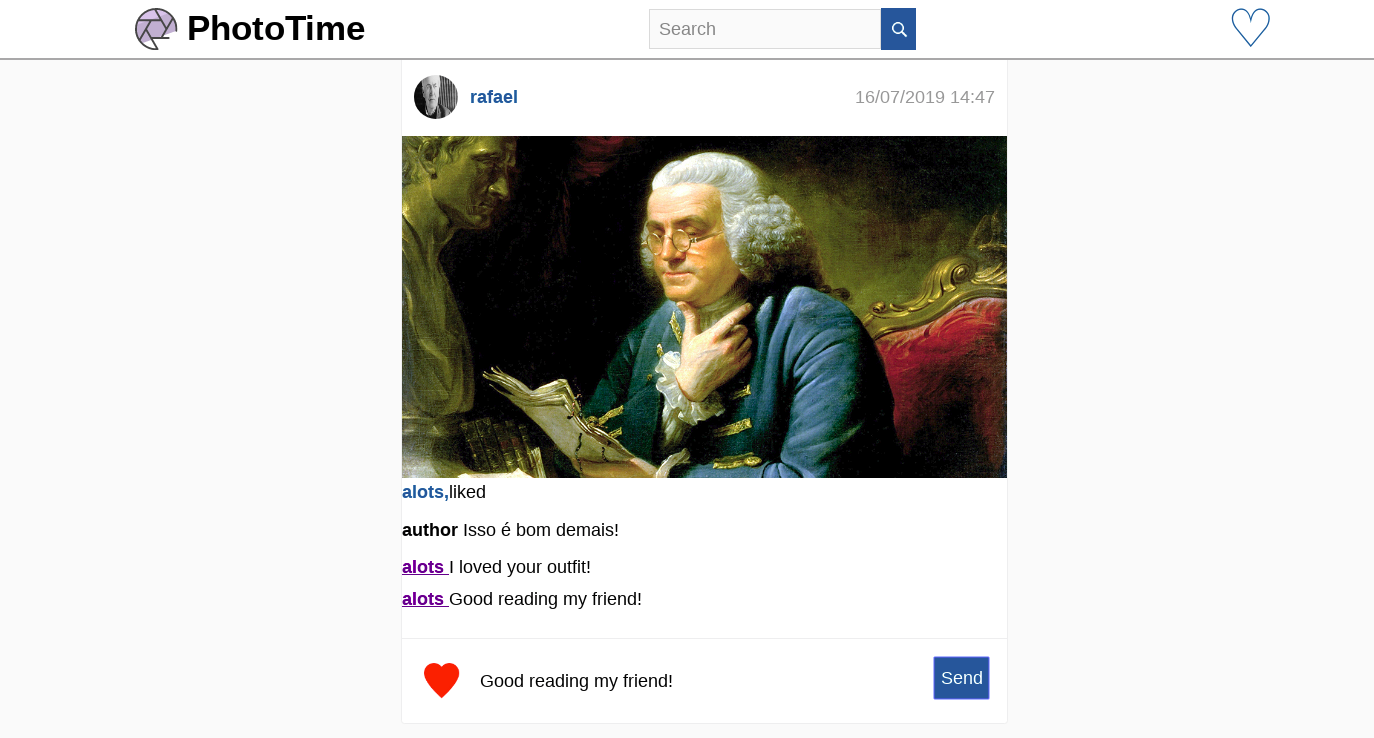 PhotoTime
Search
rafael
16/07/2019 14:47
alots,liked
author Isso é bom demais!
alots I loved your outfit!
alots Good reading my friend!
Good reading my friend!
Send